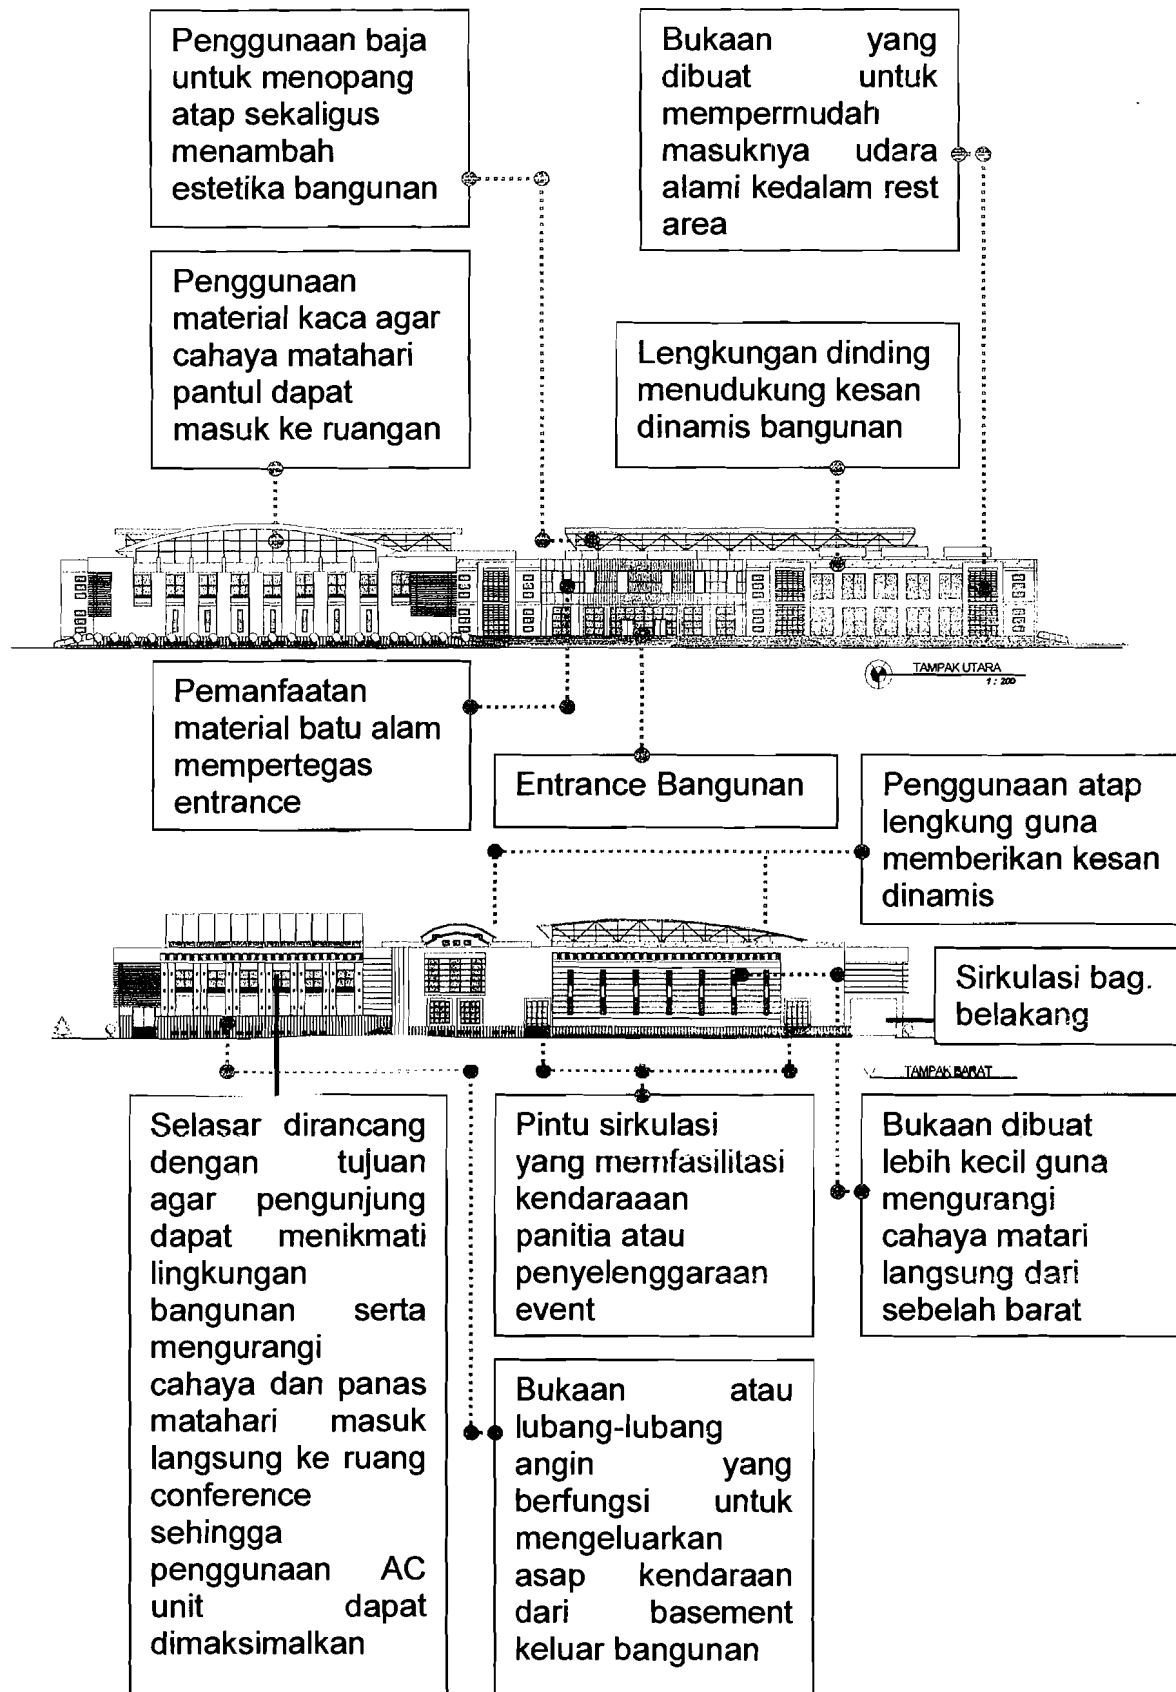 Penggunaan baja
untuk menopang
atap sekaligus
menambah
estetika bangunan
Bukaan yang
dibuat untuk
mempermudah
masuknya udara
alami kedalam rest
area
Penggunaan
material kaca agar
cahaya matahari
pantul dapat
masuk ke ruangan
Lengkungan dinding
menudukung kesan
dinamis bangunan
TAMPAK UTARA
1 : 200
Pemanfaatan
material batu alam
mempertegas
entrance
Entrance Bangunan
Penggunaan atap
lengkung guna
memberikan kesan
dinamis
Sirkulasi bag.
belakang
TAMPAK BARAT
Selasar dirancang
dengan tujuan
agar pengunjung
dapat menikmati
lingkungan
bangunan serta
mengurangi
cahaya dan panas
matahari masuk
langsung ke ruang
conference
sehingga
penggunaan AC
unit dapat
dimaksimalkan
Pintu sirkulasi
yang memfasilitasi
kendaraaan
panitia atau
penyelenggaraan
event
Bukaan dibuat
lebih kecil guna
mengurangi
cahaya matari
langsung dari
sebelah barat
Bukaan atau
lubang-lubang
angin yang
berfungsi untuk
mengeluarkan
asap kendaraan
dari basement
keluar bangunan